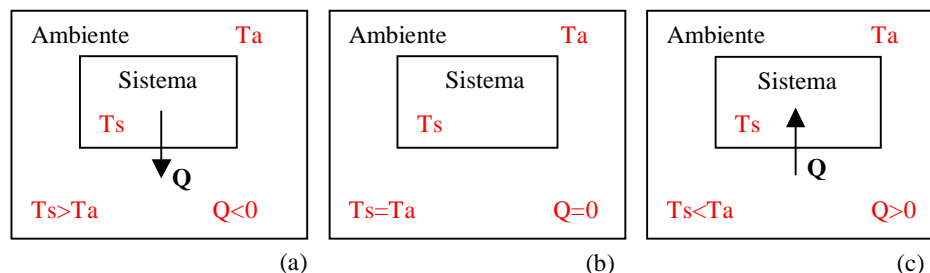 Ambiente Ta
Sistema
Ts
Q
Ts>Ta Q<0
(a)
Ambiente Ta
Sistema
Ts
Ts=Ta Q=0
(b)
Ambiente Ta
Sistema
Ts
Q
Ts<Ta Q>0
(c)